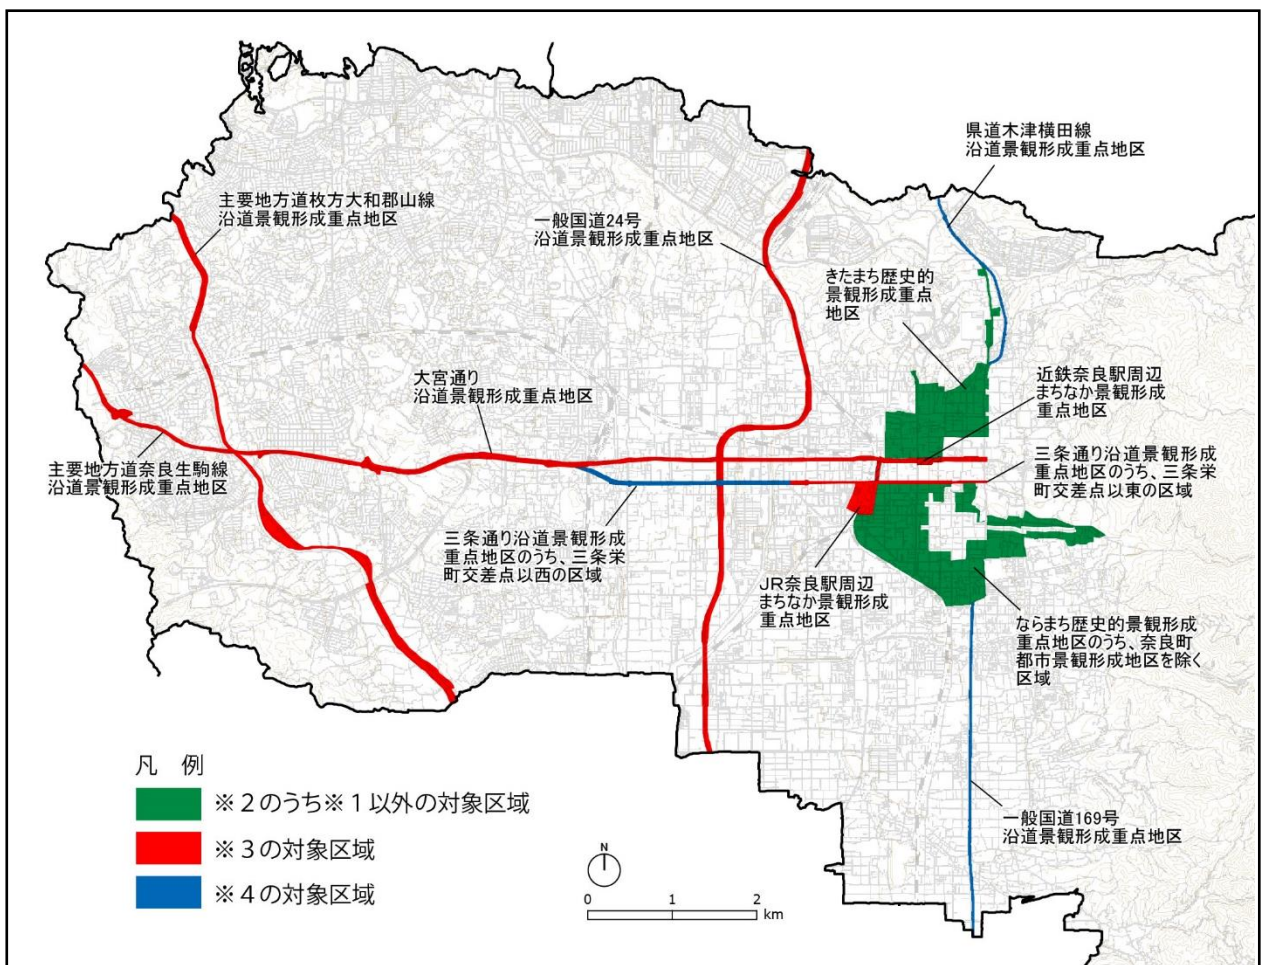 県道木津横田線
沿道景観形成重点地区
主要地方道枚方大和郡山線
沿道景観形成重点地区
一般国道24号
沿道景観形成重点地区
きたまち歴史的
景観形成重点
地区
大宮通り
沿道景観形成重点地区
近鉄奈良駅周辺
まちなか景観形成
重点地区
主要地方道奈良生駒線
沿道景観形成重点地区
三条通り沿道景観形成
重点地区のうち、三条栄
町交差点以東の区域
三条通り沿道景観形成
重点地区のうち、三条栄
町交差点以西の区域
JR奈良駅周辺
まちなか景観形成
重点地区
ならまち歴史的景観形成
重点地区のうち、奈良町
都市景観形成地区を除く
区域
一般国道169号
沿道景観形成重点地区
凡 例
※2のうち※1以外の対象区域
※3の対象区域
※4の対象区域
N
0 1 2
km